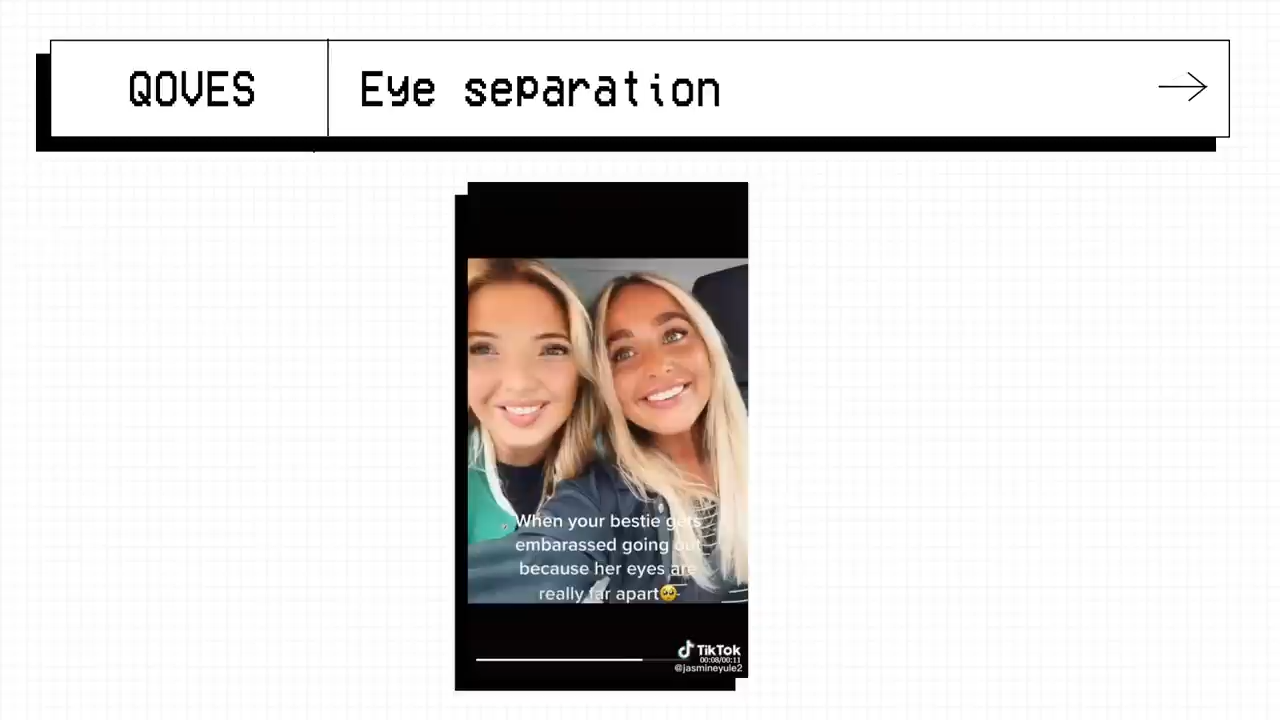 QOVES
Eye separation
When your bestie gets
embarassed going out
because her eyes are
really far apart🥺
TikTok
00:08/00:11
@jasmineyule2